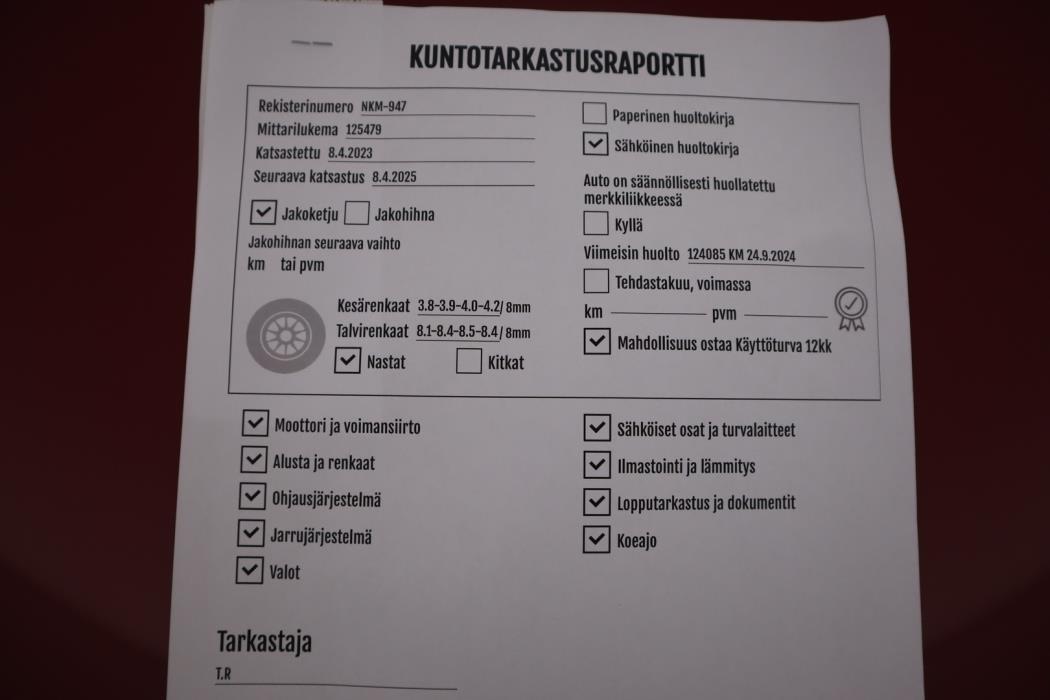 KUNTOTARKASTUSRAPORTTI
Rekisterinumero NKM-947
Mittarilukema 125479
Katsastettu 8.4.2023
Seuraava katsastus 8.4.2025
Jakoketju Jakohihna
Jakohihnan seuraava vaihto
km tai pvm
Kesärenkaat 3.8-3.9-4.0-4.2/ 8mm
Talvirenkaat 8.1-8.4-8.5-8.4/ 8mm
Nastat Kitkat
Paperinen huoltokirja
Sähköinen huoltokirja
Auto on säännöllisesti huollatettu
merkkiliikkeessä
Kyllä
Viimeisin huolto 124085 KM 24.9.2024
Tehdastakuu, voimassa
km pvm
Mahdollisuus ostaa Käyttöturva 12kk
Moottori ja voimansiirto
Alusta ja renkaat
Ohjausjärjestelmä
Jarrujärjestelmä
Valot
Sähköiset osat ja turvalaitteet
Ilmastointi ja lämmitys
Lopputarkastus ja dokumentit
Koeajo
Tarkastaja
T.R